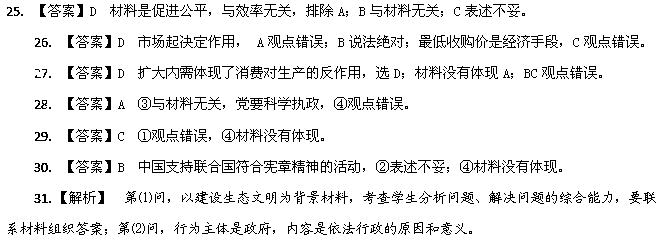 25. 【答案】D 材料是促进公平，与效率无关，排除 A；B 与材料无关；C 表述不妥。
26. 【答案】D 市场起决定作用， A 观点错误；B 说法绝对；最低收购价是经济手段，C 观点错误。
27. 【答案】D 扩大内需体现了消费对生产的反作用，选 D；材料没有体现 A；BC 观点错误。
28. 【答案】A ③与材料无关，党要科学执政，④观点错误。
29. 【答案】C ①观点错误，④材料没有体现。
30. 【答案】B 中国支持联合国符合宪章精神的活动，②表述不妥；④材料没有体现。
31.【解析】 第⑴问，以建设生态文明为背景材料，考查学生分析问题、解决问题的综合能力，要联
系材料组织答案；第⑵问，行为主体是政府，内容是依法行政的原因和意义。